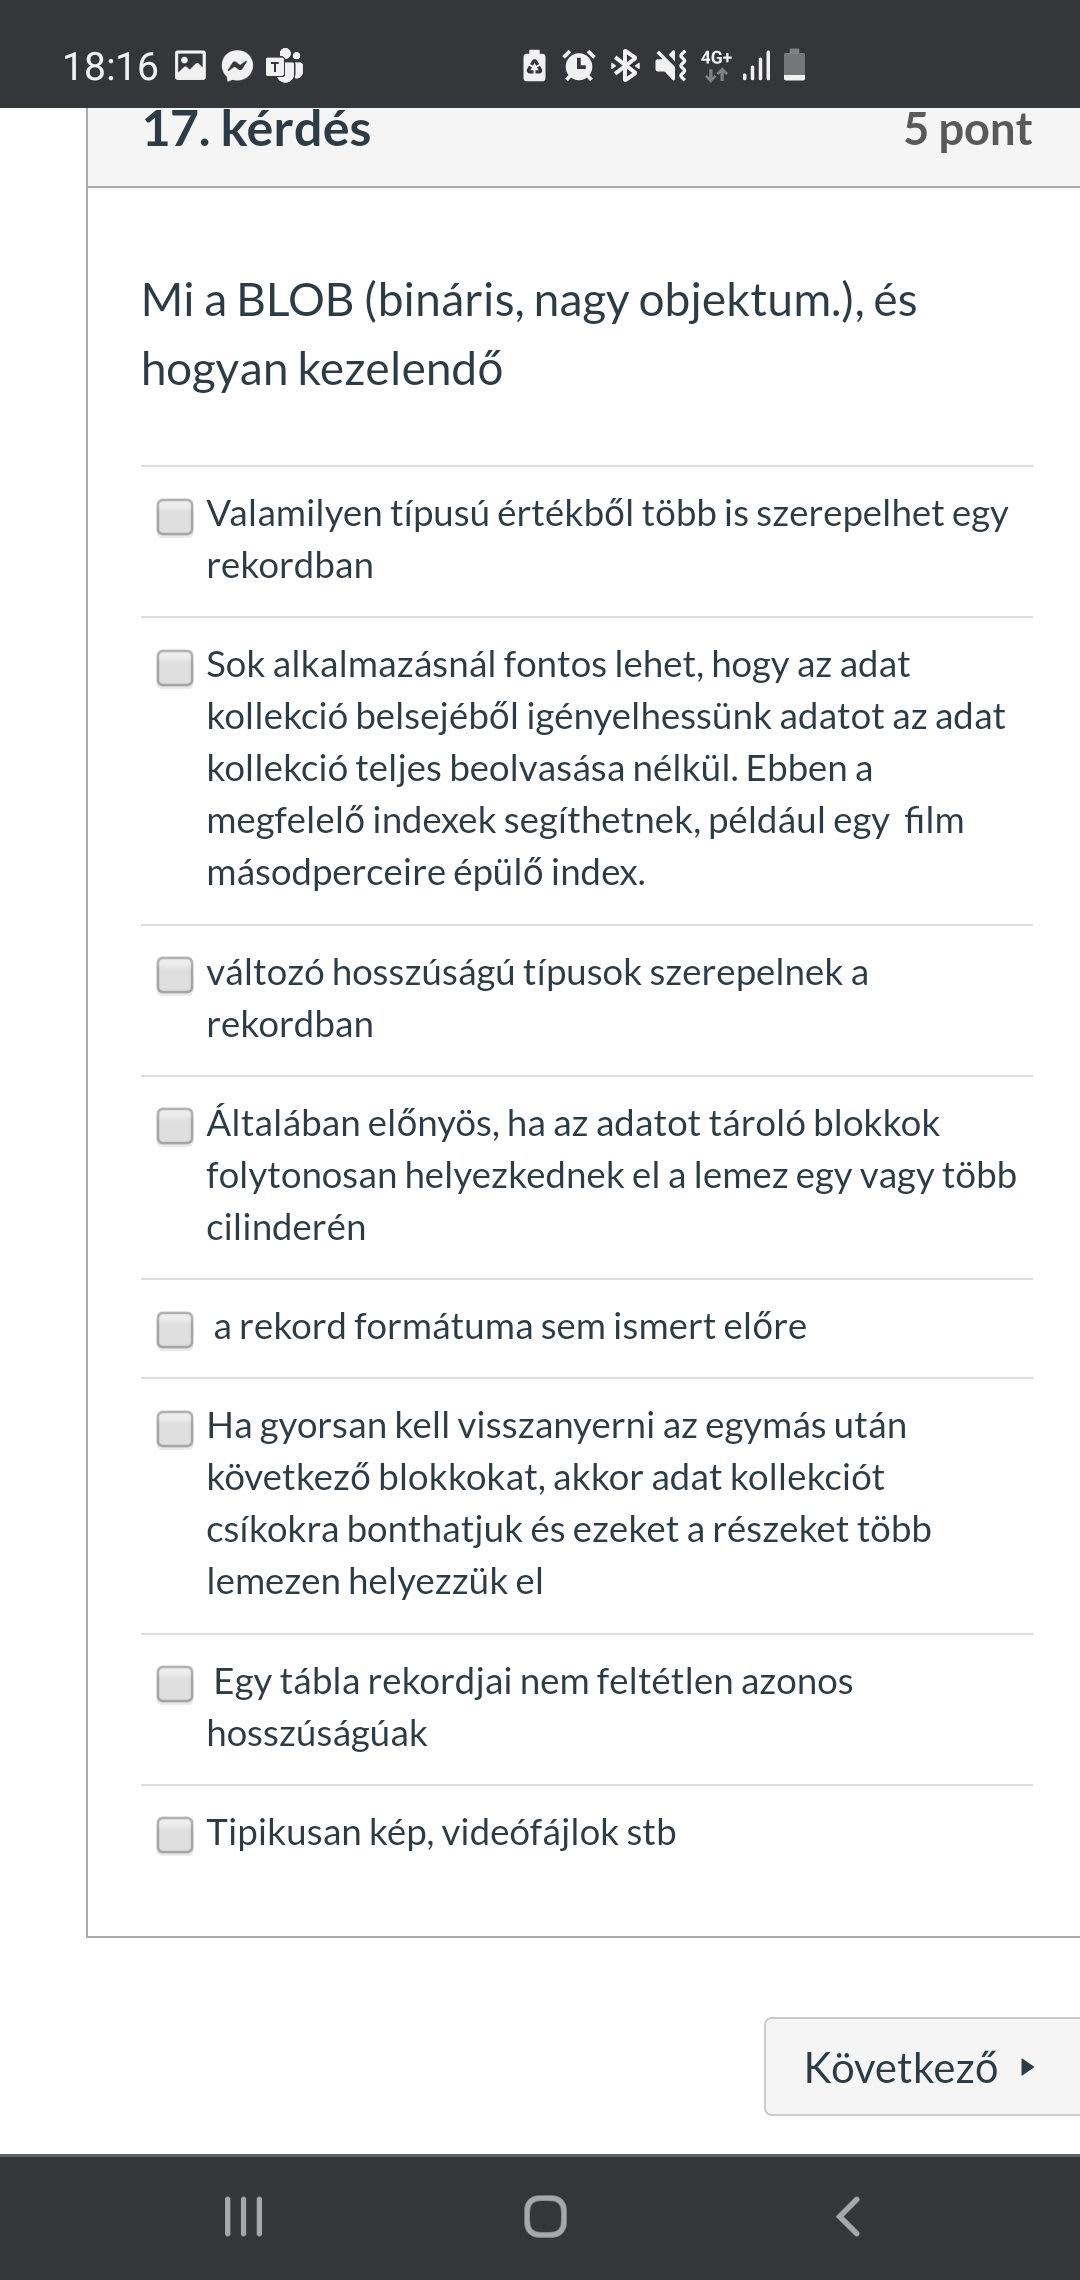 18:16
4G+
17. kérdés
5 pont
Mi a BLOB (bináris, nagy objektum.), és
hogyan kezelendő
Valamilyen típusú értékből több is szerepelhet egy
rekordban
Sok alkalmazásnál fontos lehet, hogy az adat
kollekció belsejéből igényelhessünk adatot az adat
kollekció teljes beolvasása nélkül. Ebben a
megfelelő indexek segíthetnek, például egy film
másodperceire épülő index.
változó hosszúságú típusok szerepelnek a
rekordban
Általában előnyös, ha az adatot tároló blokkok
folytonosan helyezkednek el a lemez egy vagy több
cilinderén
a rekord formátuma sem ismert előre
Ha gyorsan kell visszanyerni az egymás után
következő blokkokat, akkor adat kollekciót
csíkokra bonthatjuk és ezeket a részeket több
lemezen helyezzük el
Egy tábla rekordjai nem feltétlen azonos
hosszúságúak
Tipikusan kép, videófájlok stb
Következő